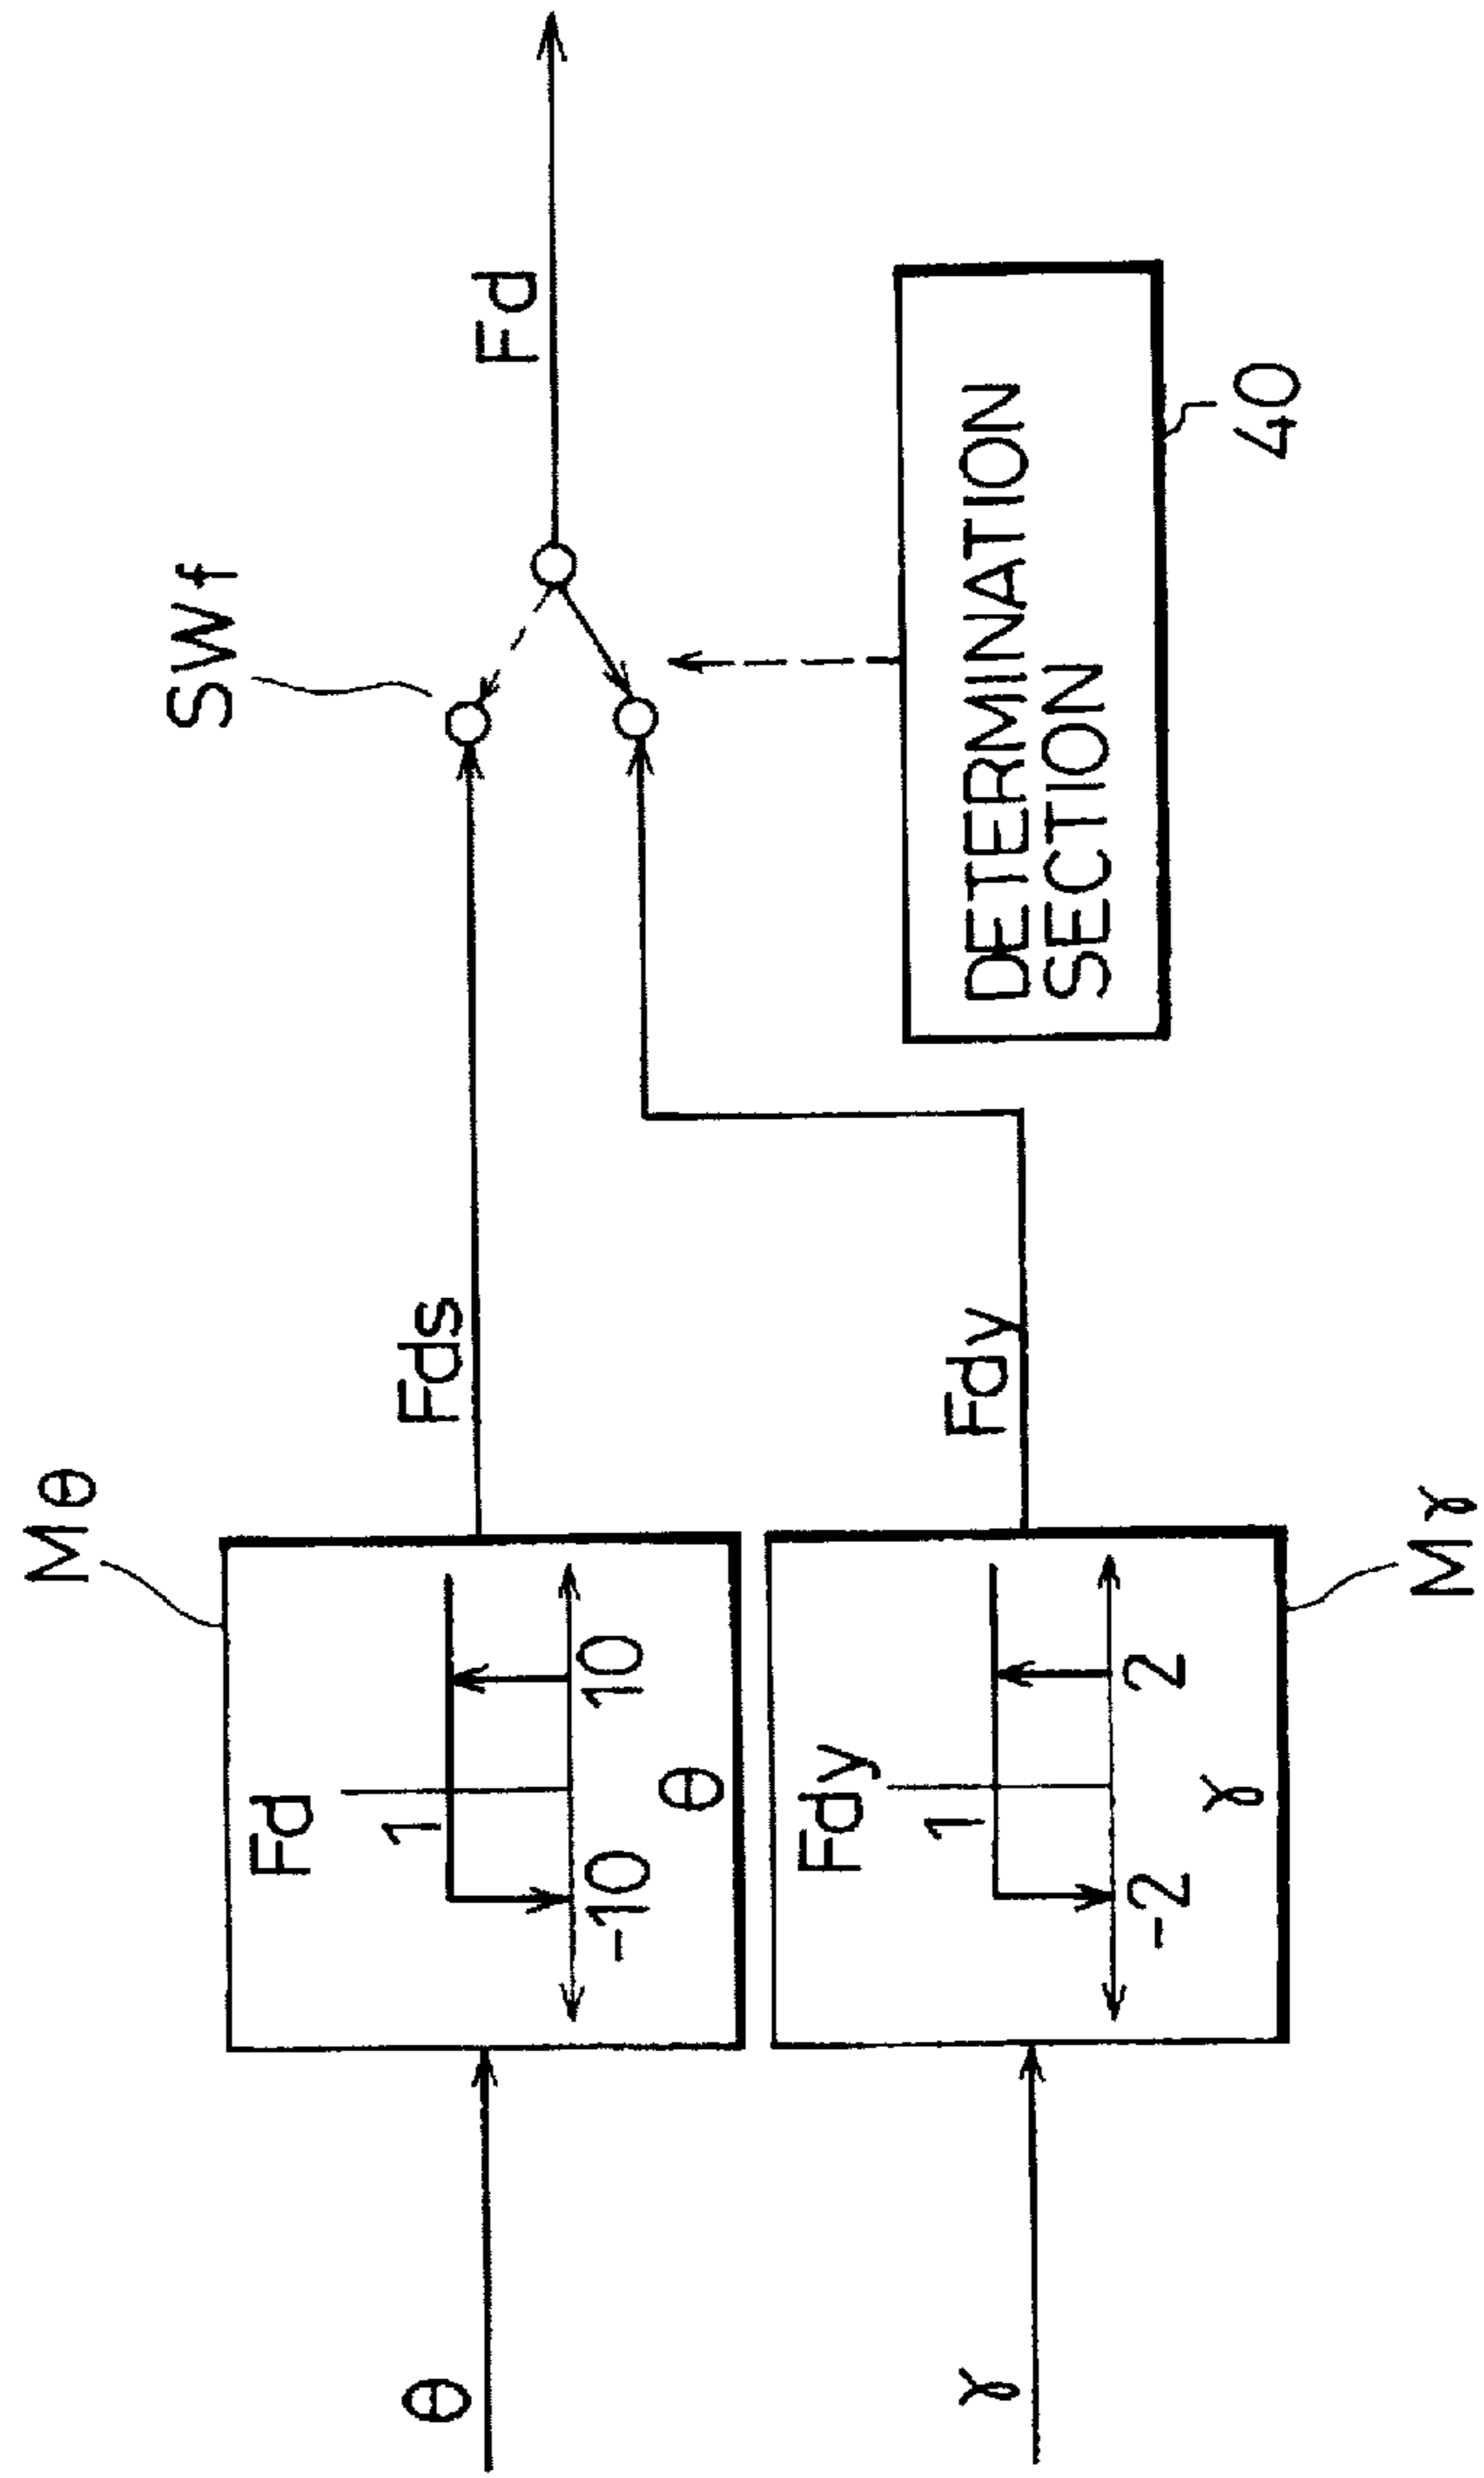 Mθ
SWf
θ
Fd
1
-10
10
θ
Fds
Fd
γ
Fdy
1
-2
2
γ
Fdy
DETERMINATION
SECTION
40
Mγ